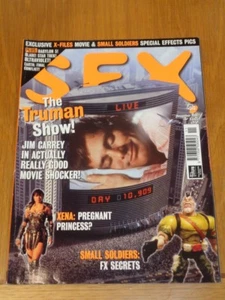 EXCLUSIVE X-FILES MOVIE & SMALL SOLDIERS SPECIAL EFFECTS PICS
SFX
The
Truman
Show!
LIVE
JIM CARREY
IN ACTUALLY
REALLY GOOD
MOVIE SHOCKER!
DAY 10,909
XENA: PREGNANT
PRINCESS?
SMALL SOLDIERS:
FX SECRETS